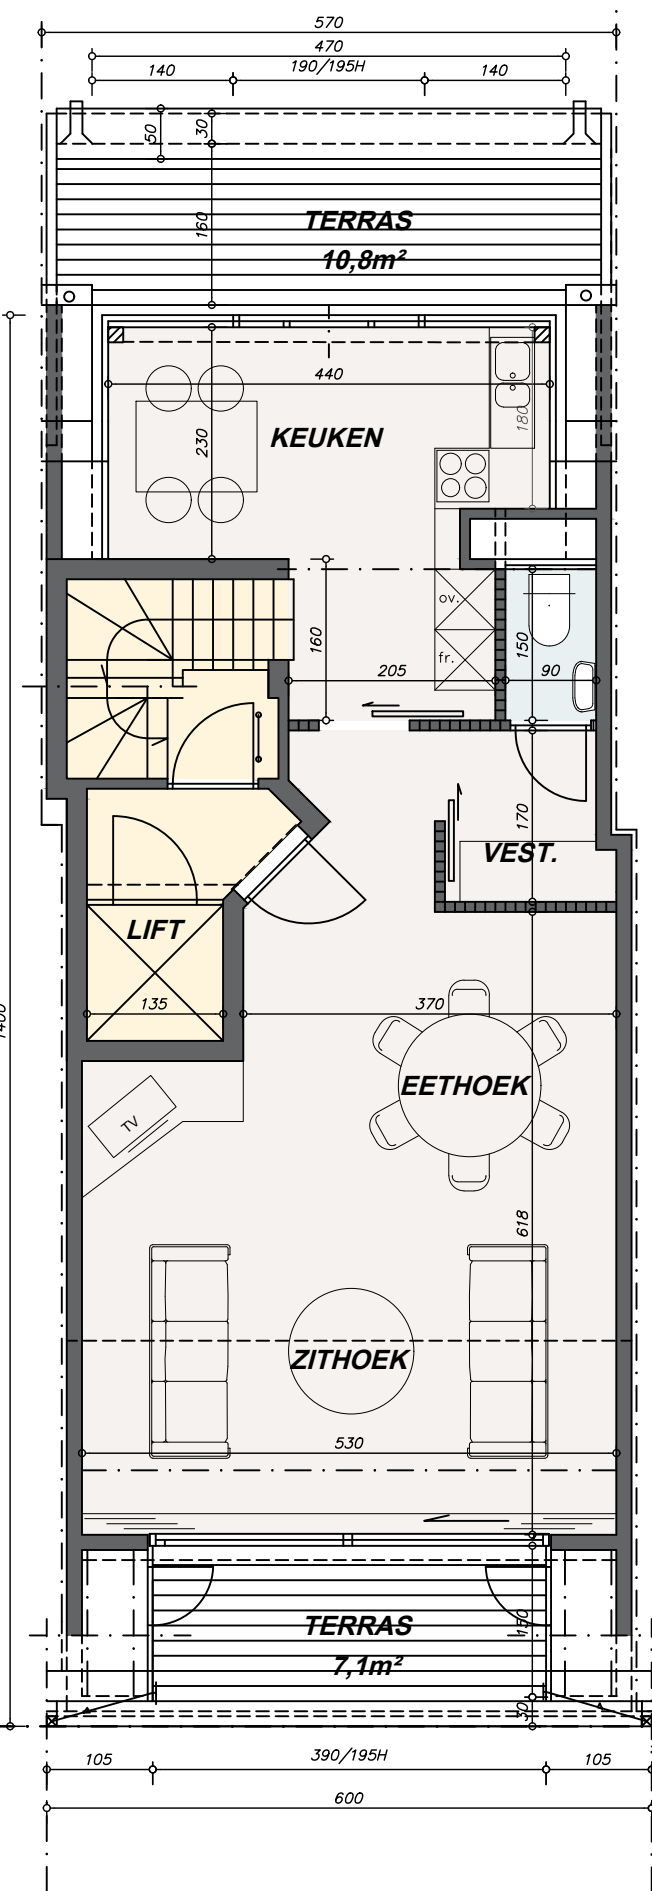 570
470
140
190/195H
140
50
30
160
TERRAS
10,8m²
440
180
230
KEUKEN
ov.
160
150
fr.
205
90
170
VEST.
LIFT
135
370
1400
EETHOEK
TV
618
ZITHOEK
530
TERRAS
150
7,1m²
30
105
390/195H
105
600